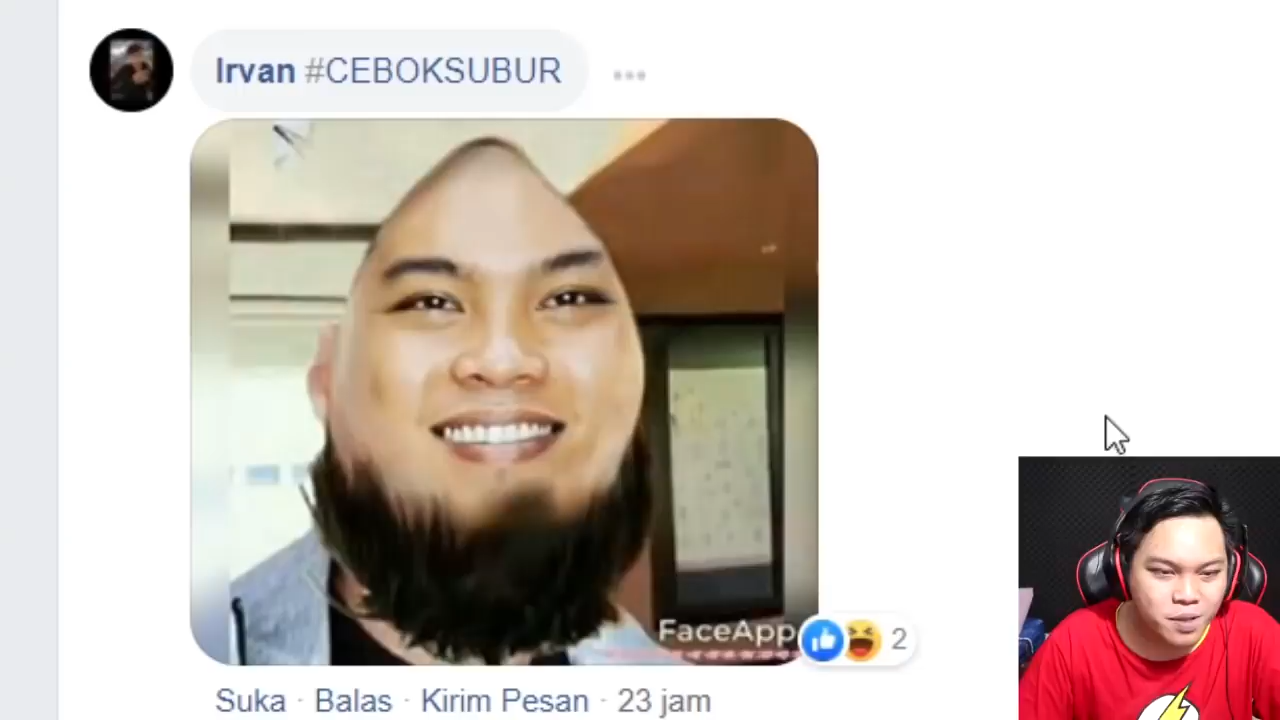 Irvan #CEBOKSUBUR
FaceApp
2
Suka · Balas · Kirim Pesan · 23 jam